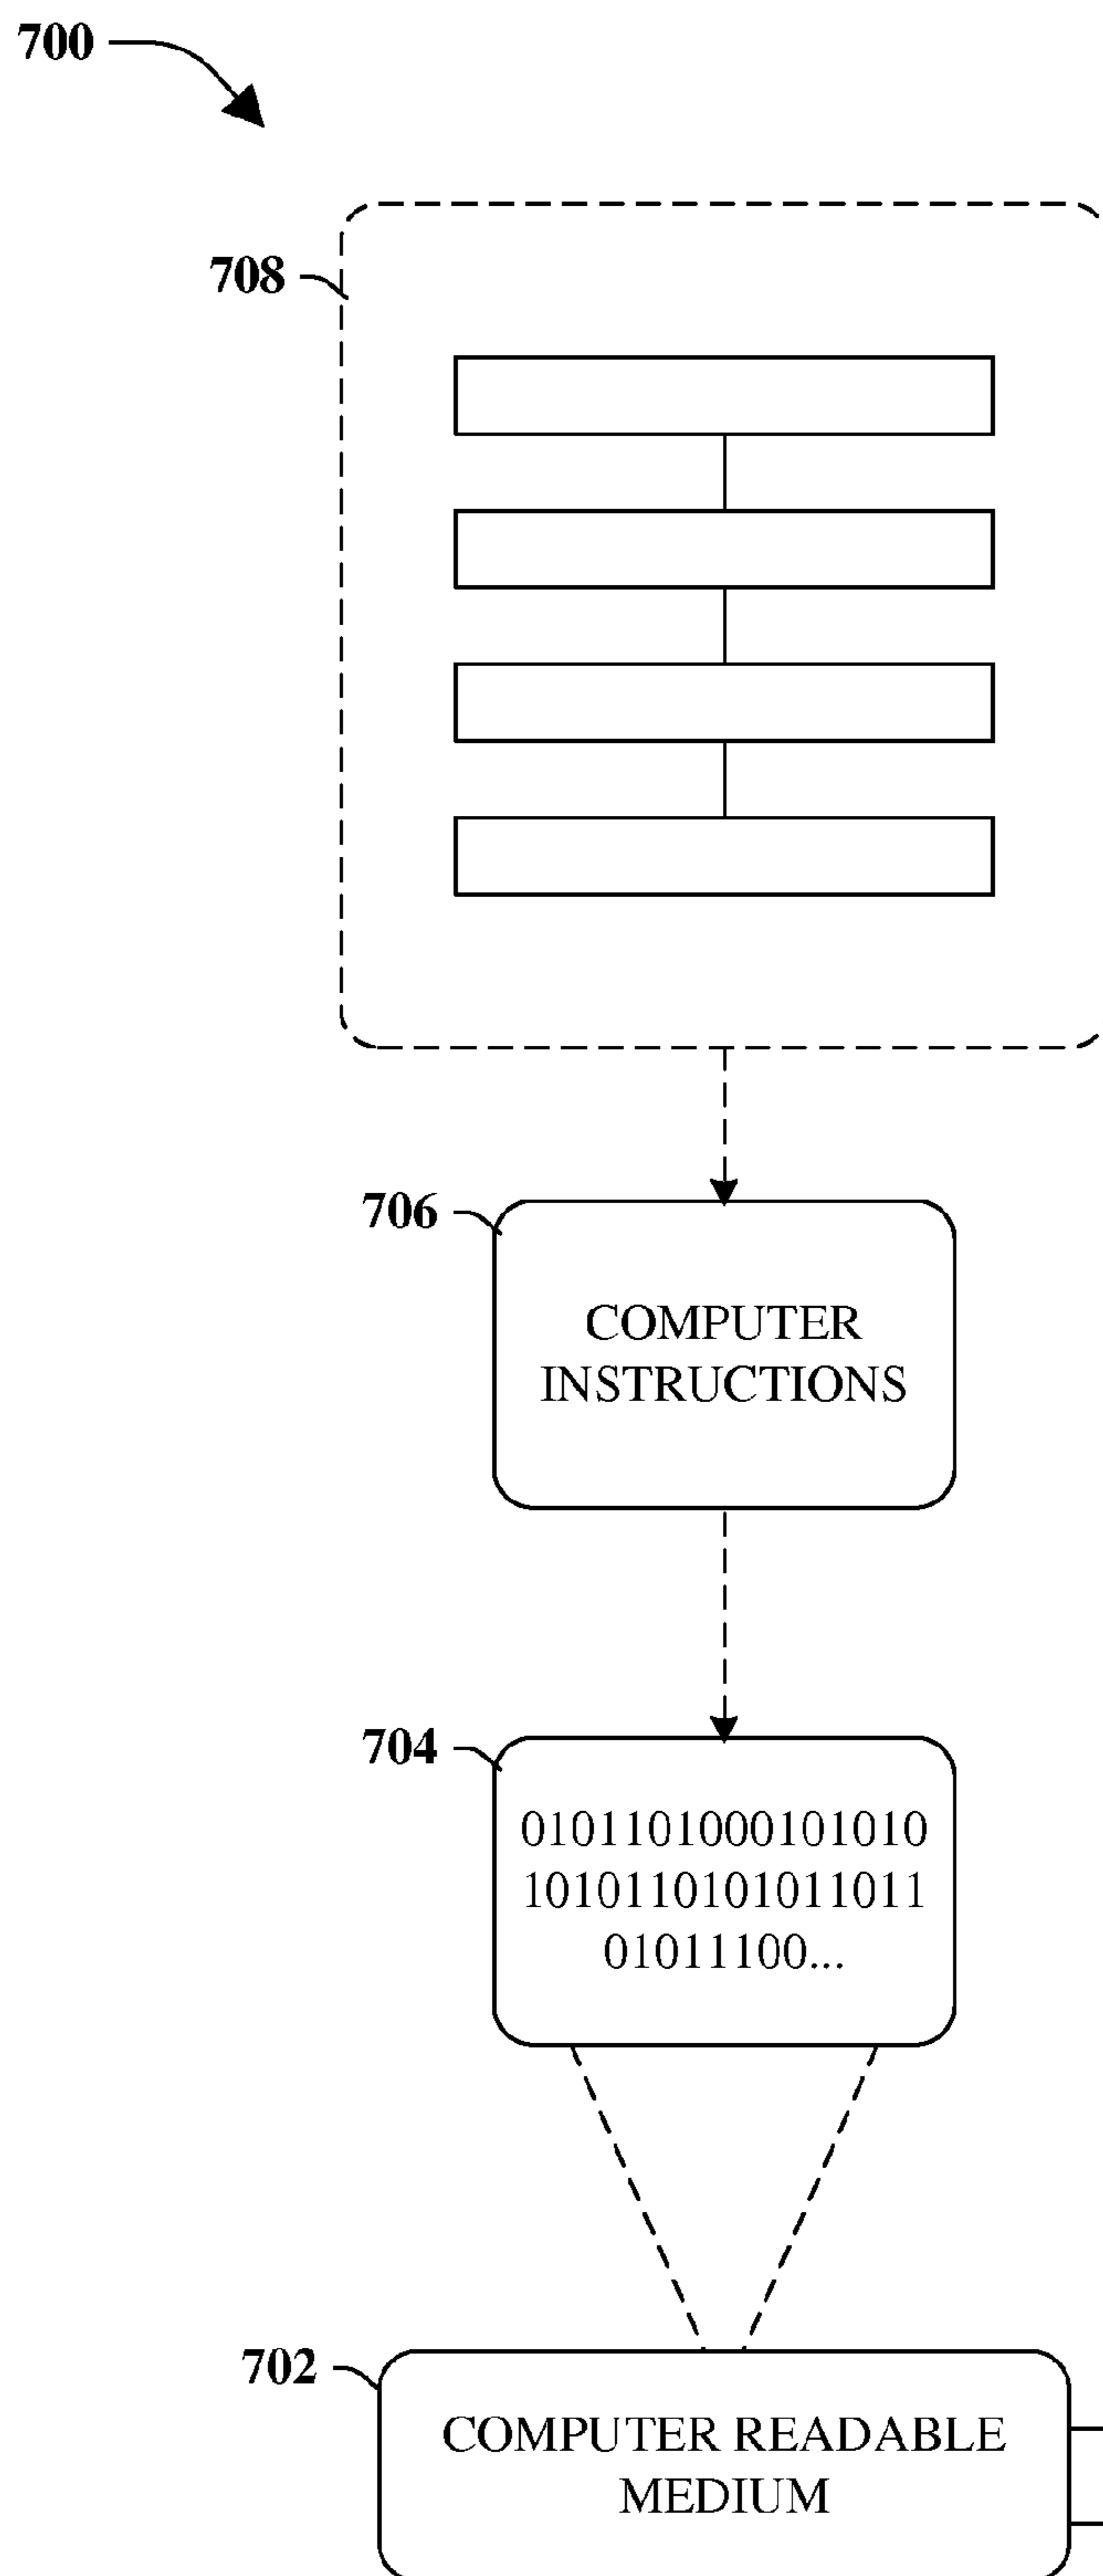 700
708
706
COMPUTER
INSTRUCTIONS
704
0101101000101010
1010110101011011
01011100...
702
COMPUTER READABLE
MEDIUM